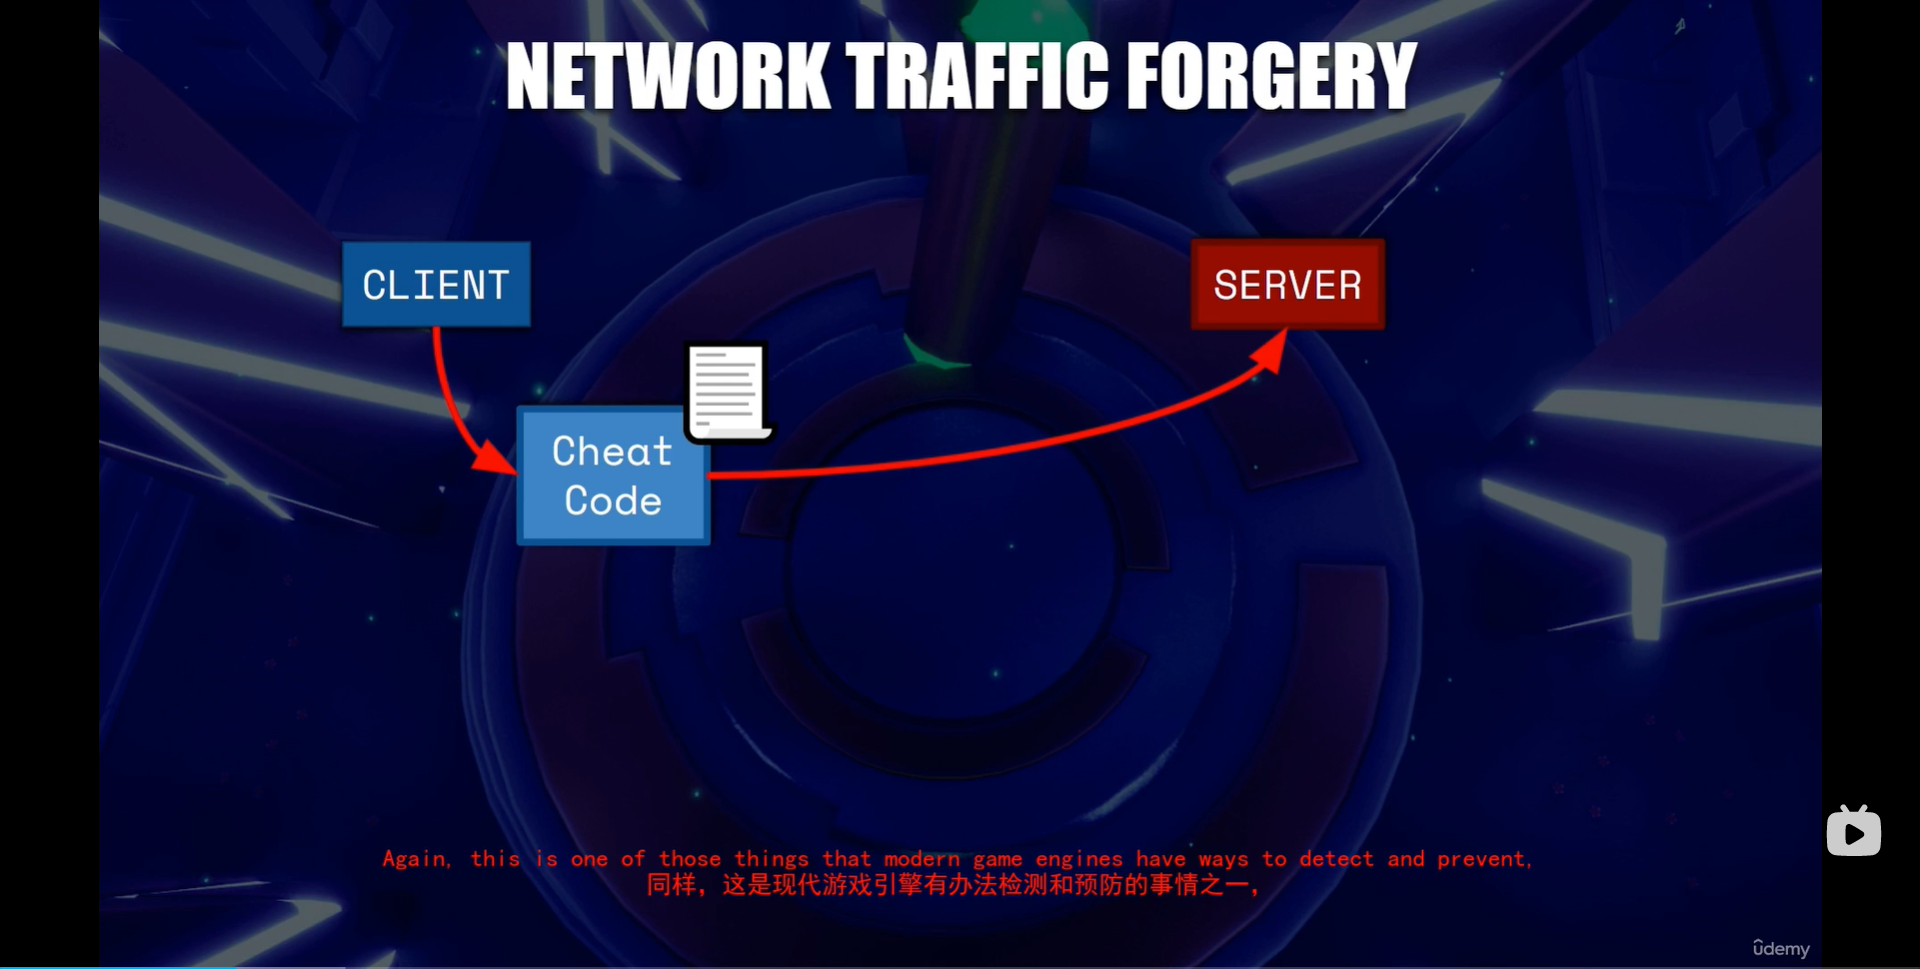 NETWORK TRAFFIC FORGERY
CLIENT
SERVER
Cheat
Code
Again, this is one of those things that modern game engines have ways to detect and prevent,
同样，这是现代游戏引擎有办法检测和预防的事情之一，
ûdemy